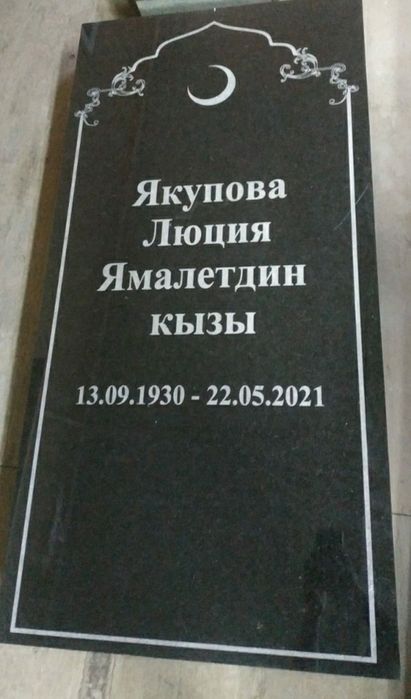 Якупова
Люция
Ямалетдин
кызы
13.09.1930 - 22.05.2021